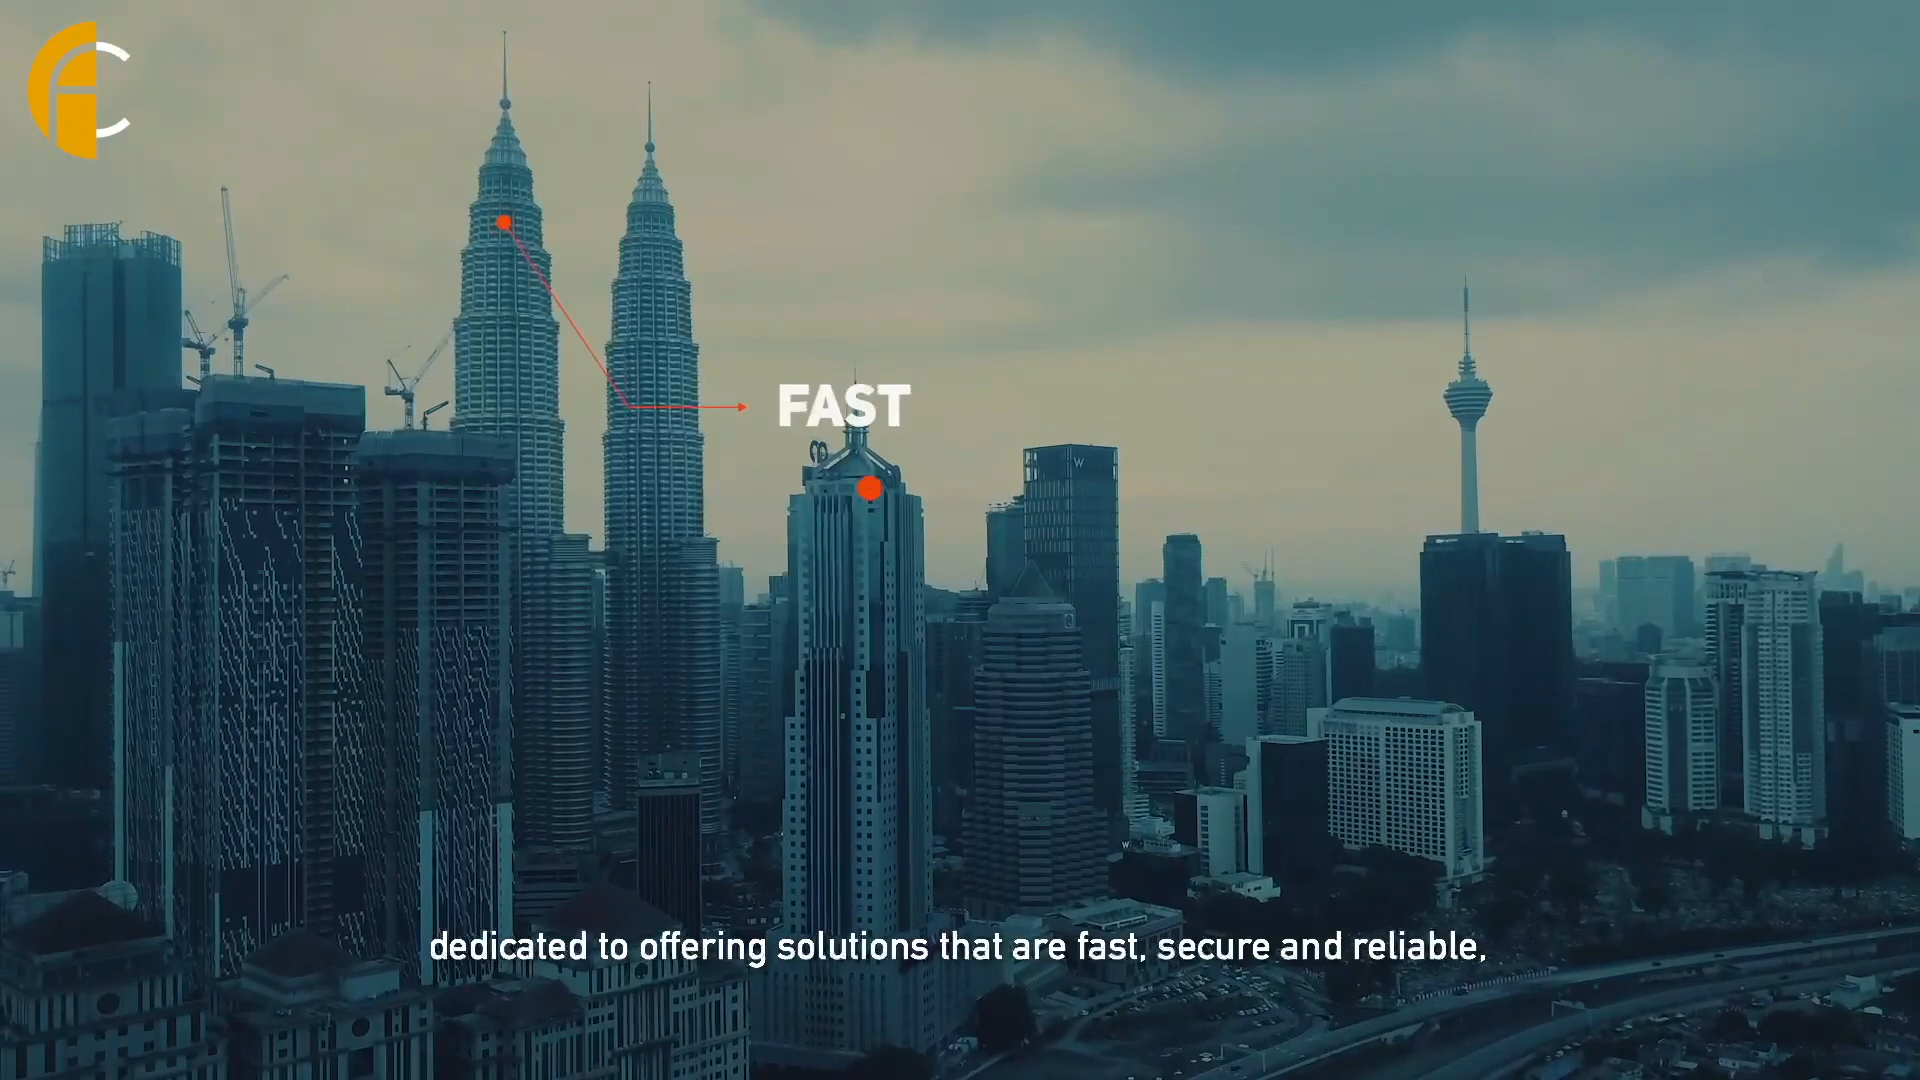 FAST
W
W
dedicated to offering solutions that are fast, secure and reliable,